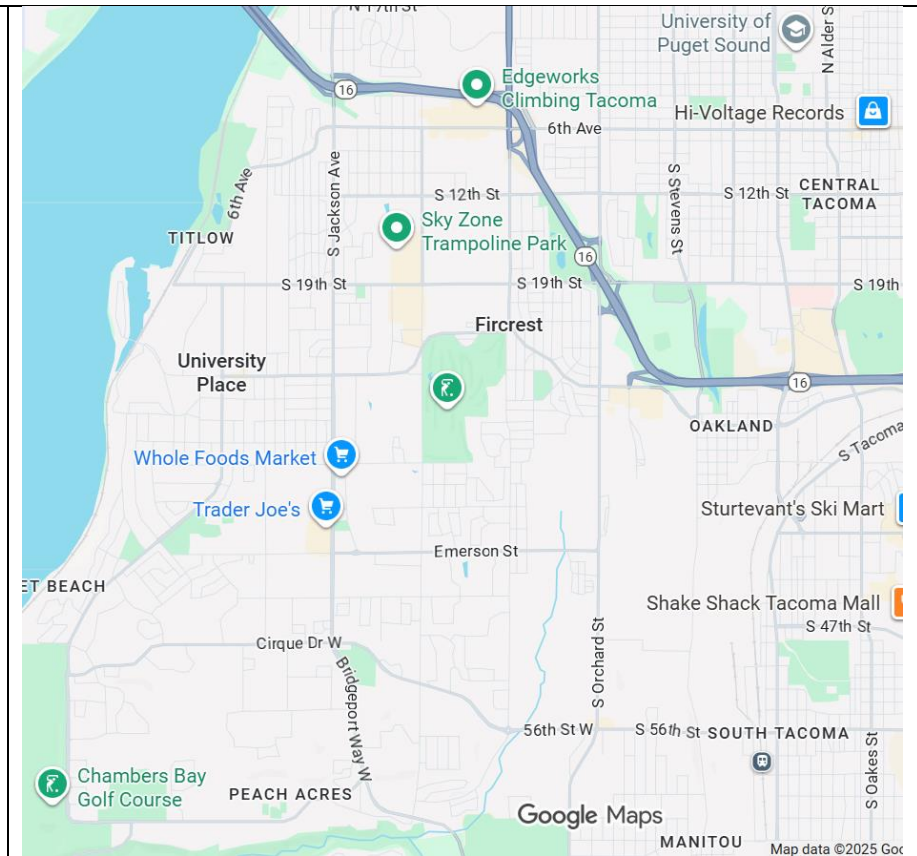 N 17th St
University of
Puget Sound
N Alder S
16
Edgeworks
Climbing Tacoma
Hi-Voltage Records
6th Ave
6th Ave
S Jackson Ave
S 12th St
S Stevens St
S 12th St
CENTRAL
TACOMA
Sky Zone
Trampoline Park
TITLOW
16
S 19th St
S 19th St
S 19th
Fircrest
University
Place
16
OAKLAND
S Tacoma
Whole Foods Market
Trader Joe's
Sturtevant's Ski Mart
Emerson St
ET BEACH
Shake Shack Tacoma Mall
S 47th St
S Orchard St
Cirque Dr W
Bridgeport Way W
56th St W
S 56th St
SOUTH TACOMA
S Oakes St
Chambers Bay
Golf Course
PEACH ACRES
Google Maps
MANITOU
Map data ©2025 Goo